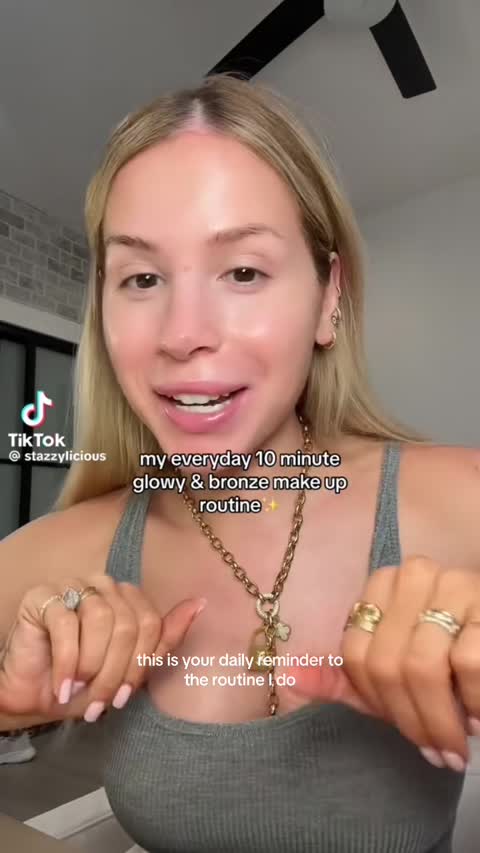 TikTok
@ stazzylicious
my everyday 10 minute
glowy & bronze make up
routine✨
this is your daily reminder to
the routine I do